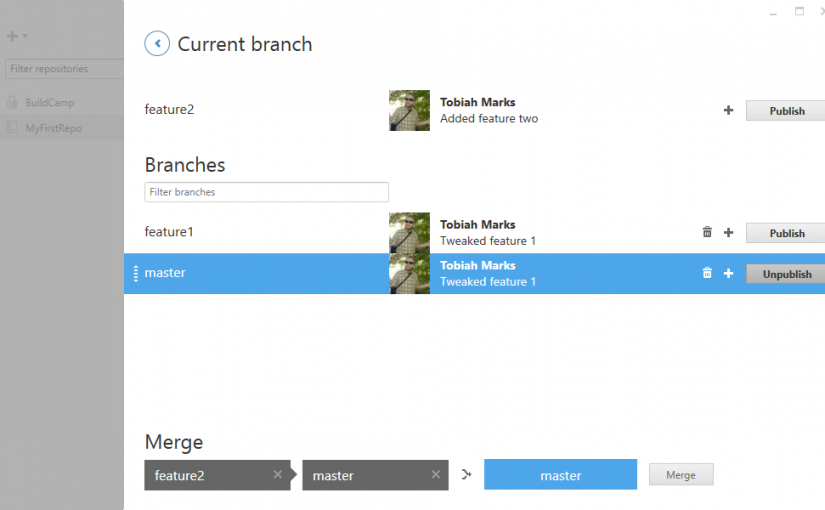 Current branch
Filter repositories
BuildCamp
MyFirstRepo
feature2
Tobiah Marks
Added feature two
Publish
Branches
Filter branches
feature1
Tobiah Marks
Tweaked feature 1
Publish
master
Tobiah Marks
Tweaked feature 1
Unpublish
Merge
feature2
master
master
Merge